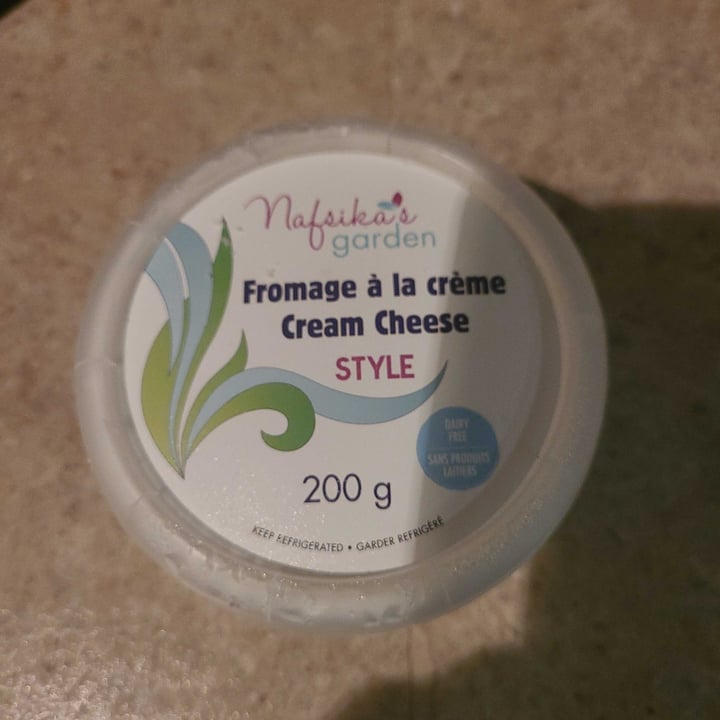 Nafsika's
garden
Fromage à la crème
Cream Cheese
STYLE
DAIRY
FREE
SANS PRODUITS
LAITIERS
200 g
KEEP REFRIGERATED • GARDER REFRIGÉRÉ